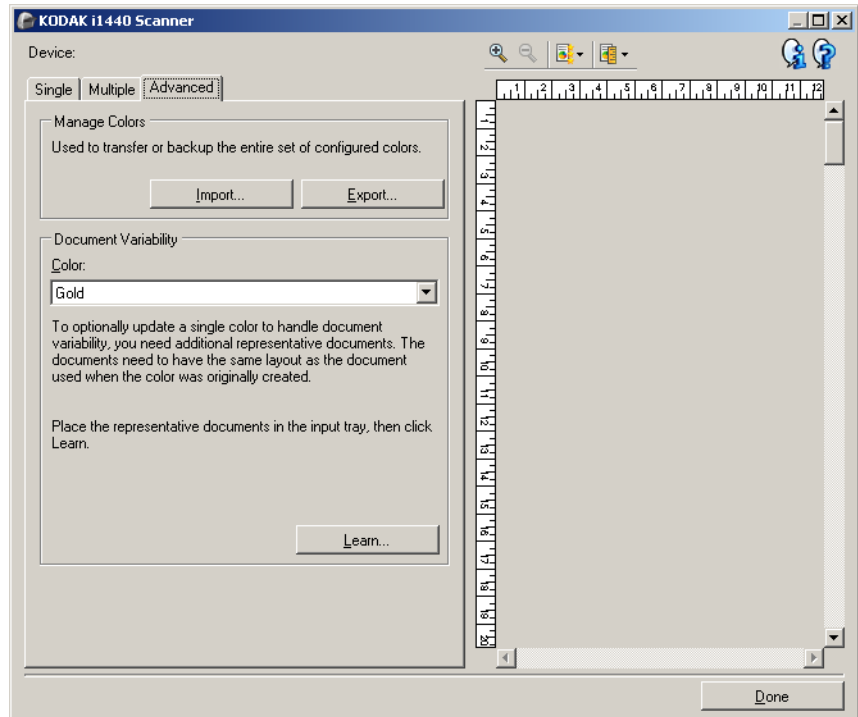 KODAK i1440 Scanner
Device:
Single Multiple Advanced
Manage Colors
Used to transfer or backup the entire set of configured colors.
Import... Export...
Document Variability
Color:
Gold
To optionally update a single color to handle document
variability, you need additional representative documents. The
documents need to have the same layout as the document
used when the color was originally created.
Place the representative documents in the input tray, then click
Learn.
Learn...
1 2 3 4 5 6 7 8 9 10 11 12
1
2
3
4
5
6
7
8
9
10
11
12
13
14
15
16
17
18
19
20
Done